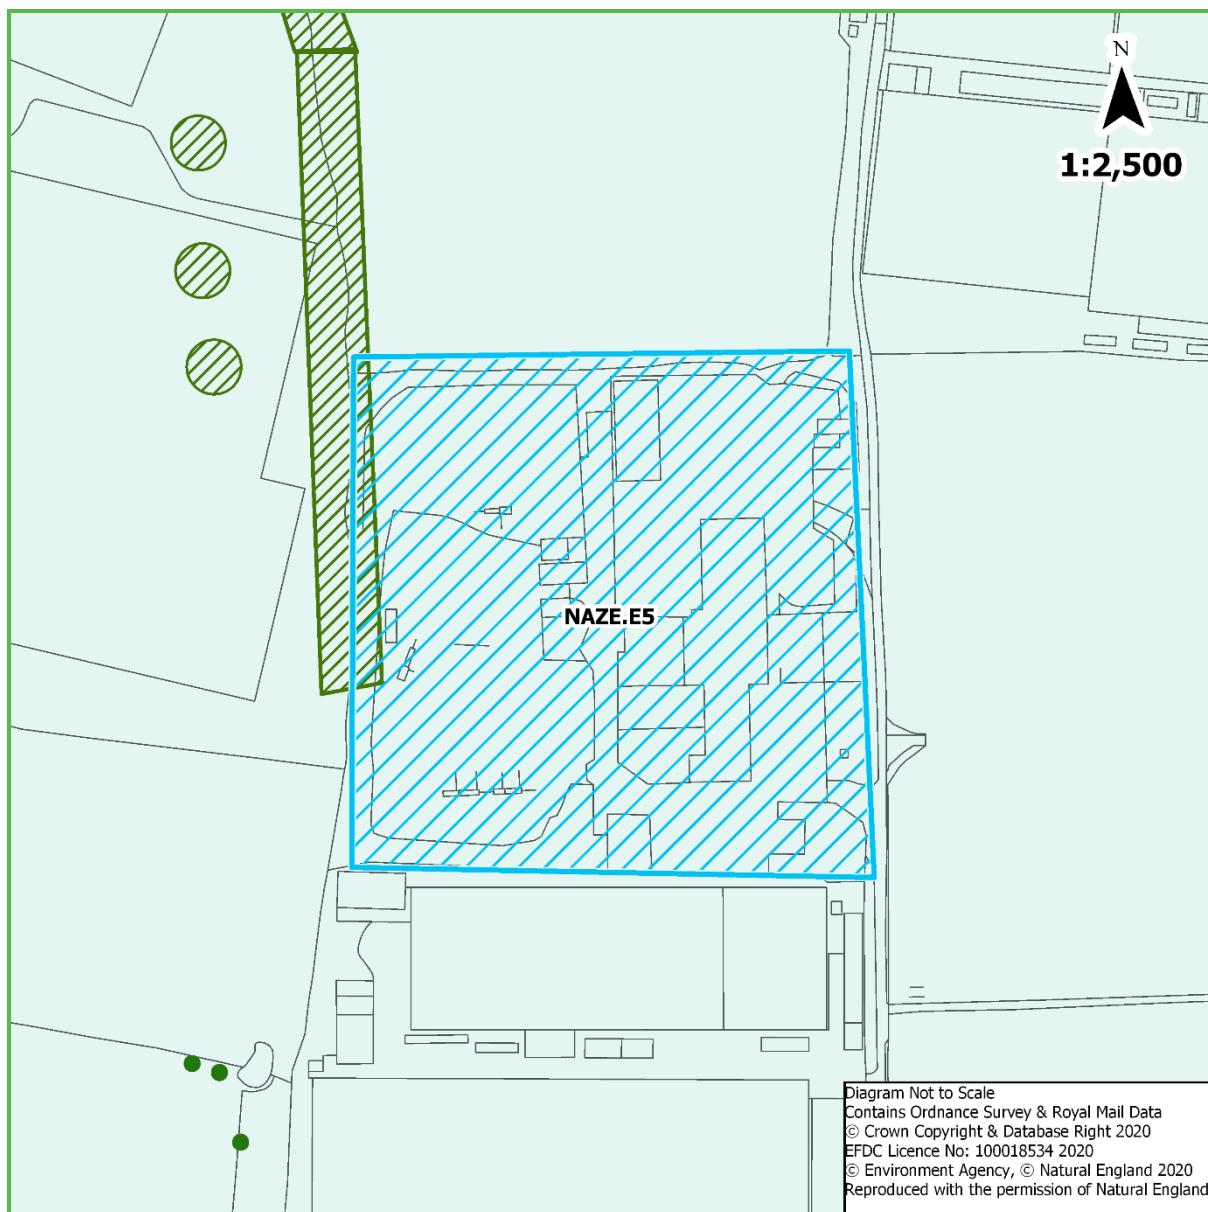 N
1:2,500
NAZE.E5
Diagram Not to Scale
Contains Ordnance Survey & Royal Mail Data
© Crown Copyright & Database Right 2020
EFDC Licence No: 100018534 2020
© Environment Agency, © Natural England 2020
Reproduced with the permission of Natural England